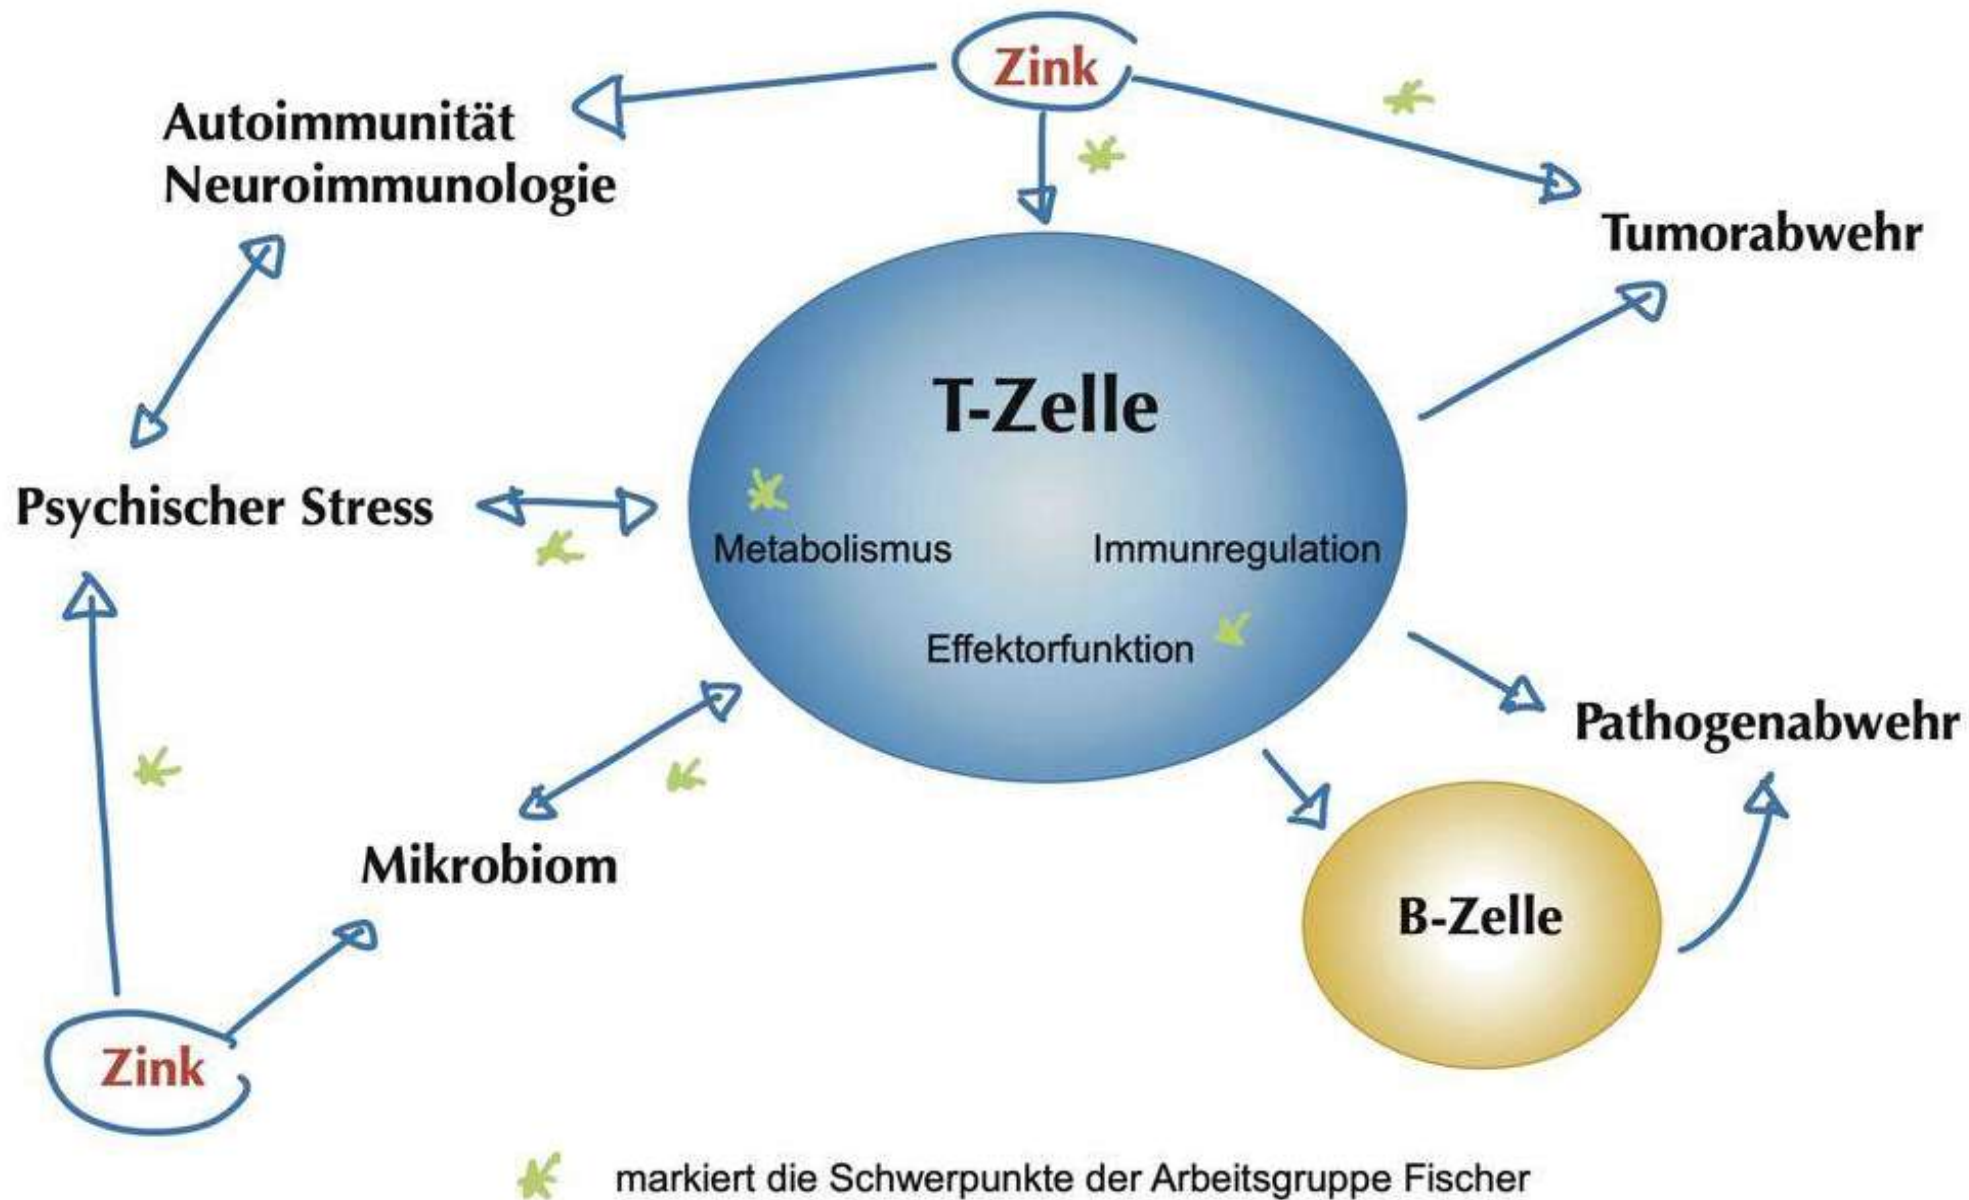 Zink
Autoimmunität
Neuroimmunologie
Tumorabwehr
T-Zelle
Psychischer Stress
Metabolismus
Immunregulation
Effektorfunktion
Pathogenabwehr
Mikrobiom
B-Zelle
Zink
markiert die Schwerpunkte der Arbeitsgruppe Fischer